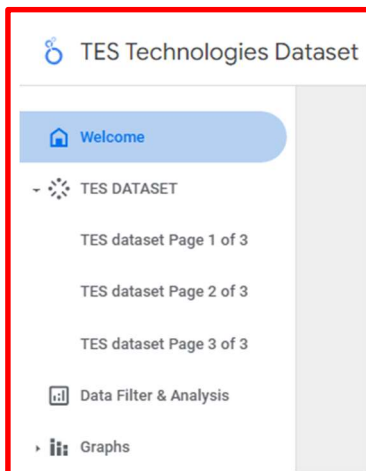 TES Technologies Dataset
Welcome
TES DATASET
TES dataset Page 1 of 3
TES dataset Page 2 of 3
TES dataset Page 3 of 3
Data Filter & Analysis
Graphs